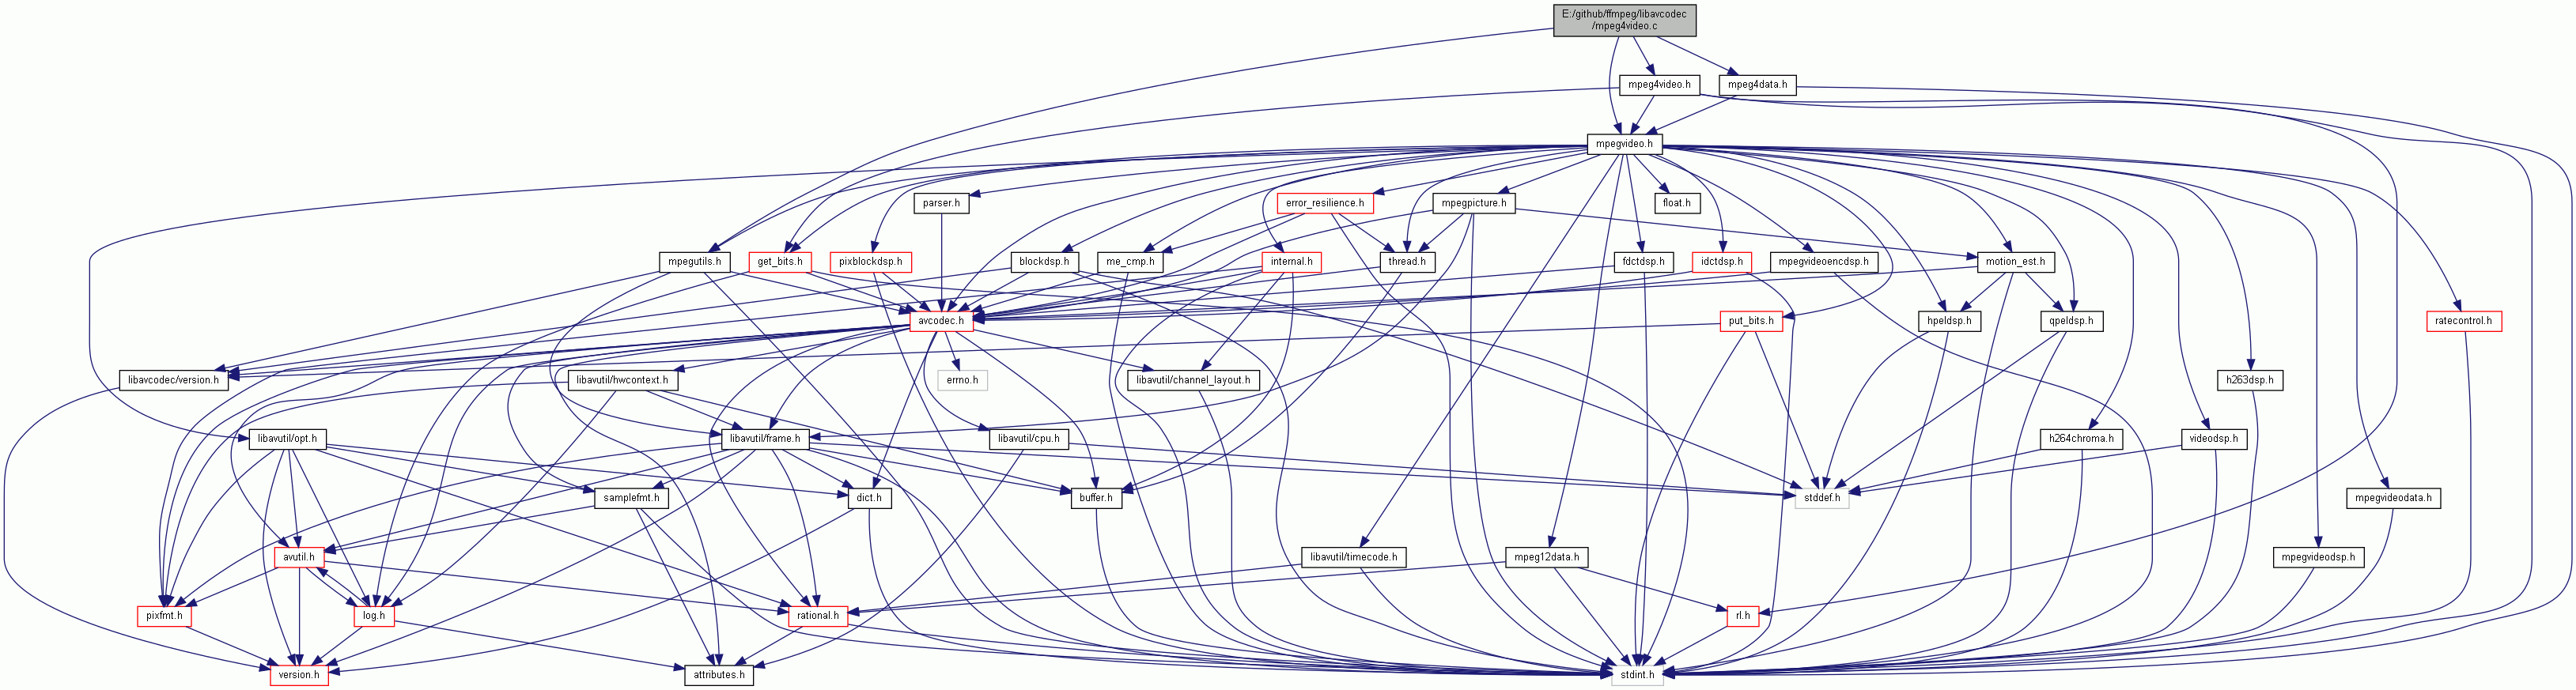 E:/github/ffmpeg/libavcodec
/mpeg4video.c
mpeg4video.h
mpeg4data.h
mpegvideo.h
parser.h
error_resilience.h
mpegpicture.h
float.h
mpegutils.h
get_bits.h
pixblockdsp.h
blockdsp.h
me_cmp.h
internal.h
thread.h
fdctdsp.h
idctdsp.h
mpegvideoencdsp.h
motion_est.h
avcodec.h
put_bits.h
hpeldsp.h
qpeldsp.h
ratecontrol.h
libavcodec/version.h
libavutil/hwcontext.h
errno.h
libavutil/channel_layout.h
h263dsp.h
libavutil/opt.h
libavutil/frame.h
libavutil/cpu.h
h264chroma.h
videodsp.h
samplefmt.h
dict.h
buffer.h
stddef.h
mpegvideodata.h
avutil.h
libavutil/timecode.h
mpeg12data.h
mpegvideodsp.h
pixfmt.h
log.h
rational.h
rl.h
version.h
attributes.h
stdint.h